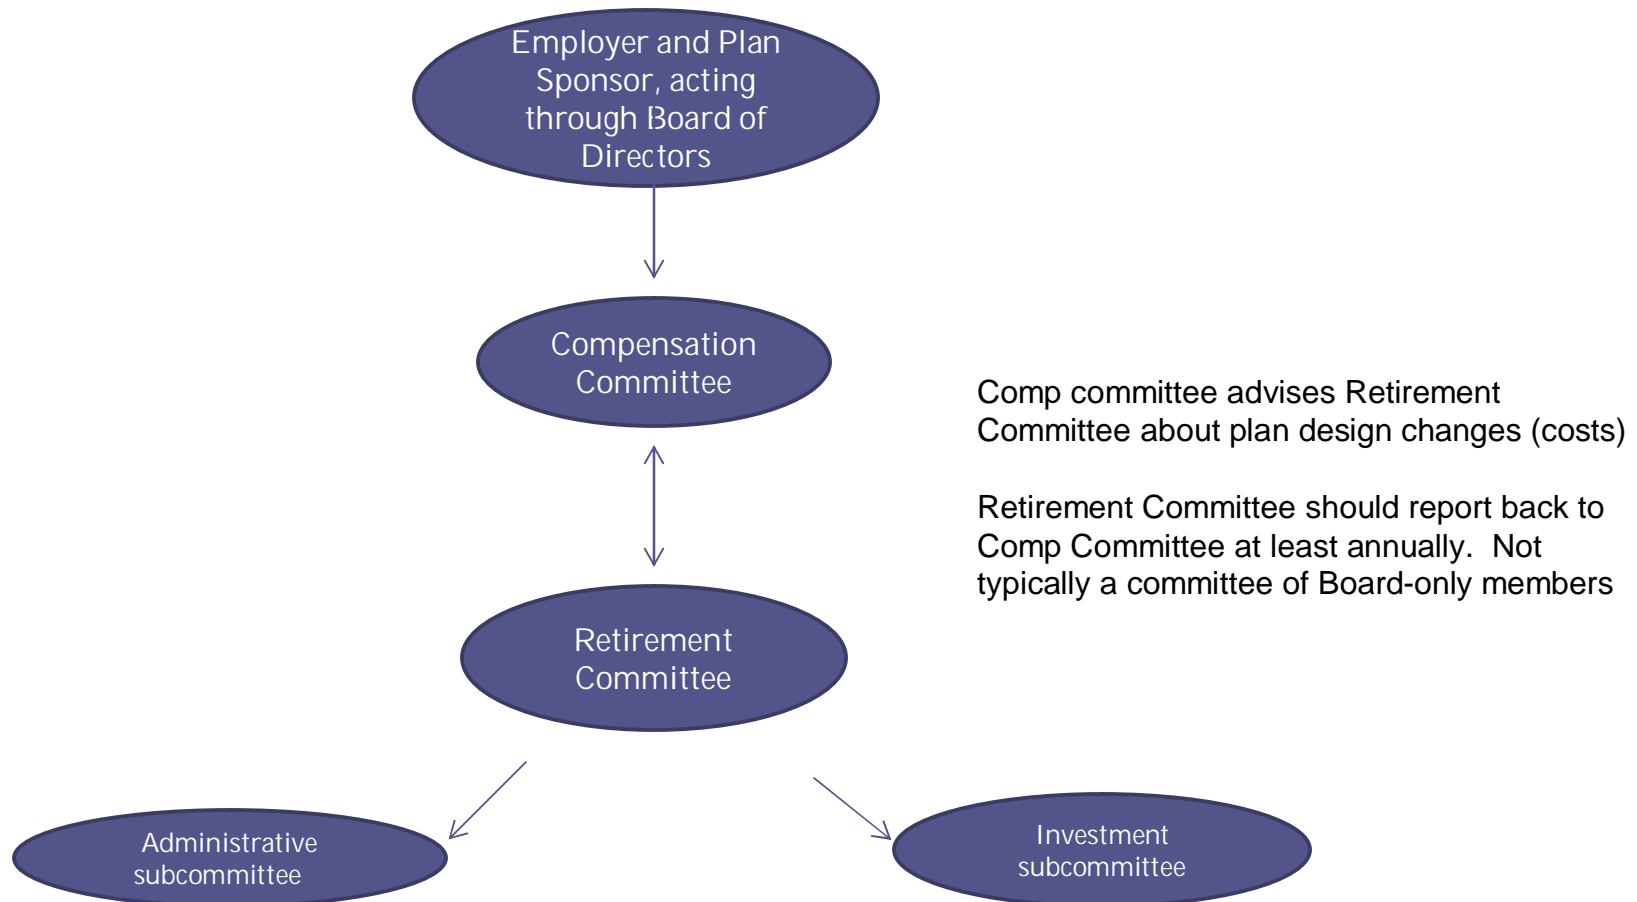 Employer and Plan
Sponsor, acting
through Board of
Directors
Compensation
Committee
Comp committee advises Retirement
Committee about plan design changes (costs)
Retirement Committee should report back to
Comp Committee at least annually.  Not
typically a committee of Board-only members
Retirement
Committee
Administrative
subcommittee
Investment
subcommittee